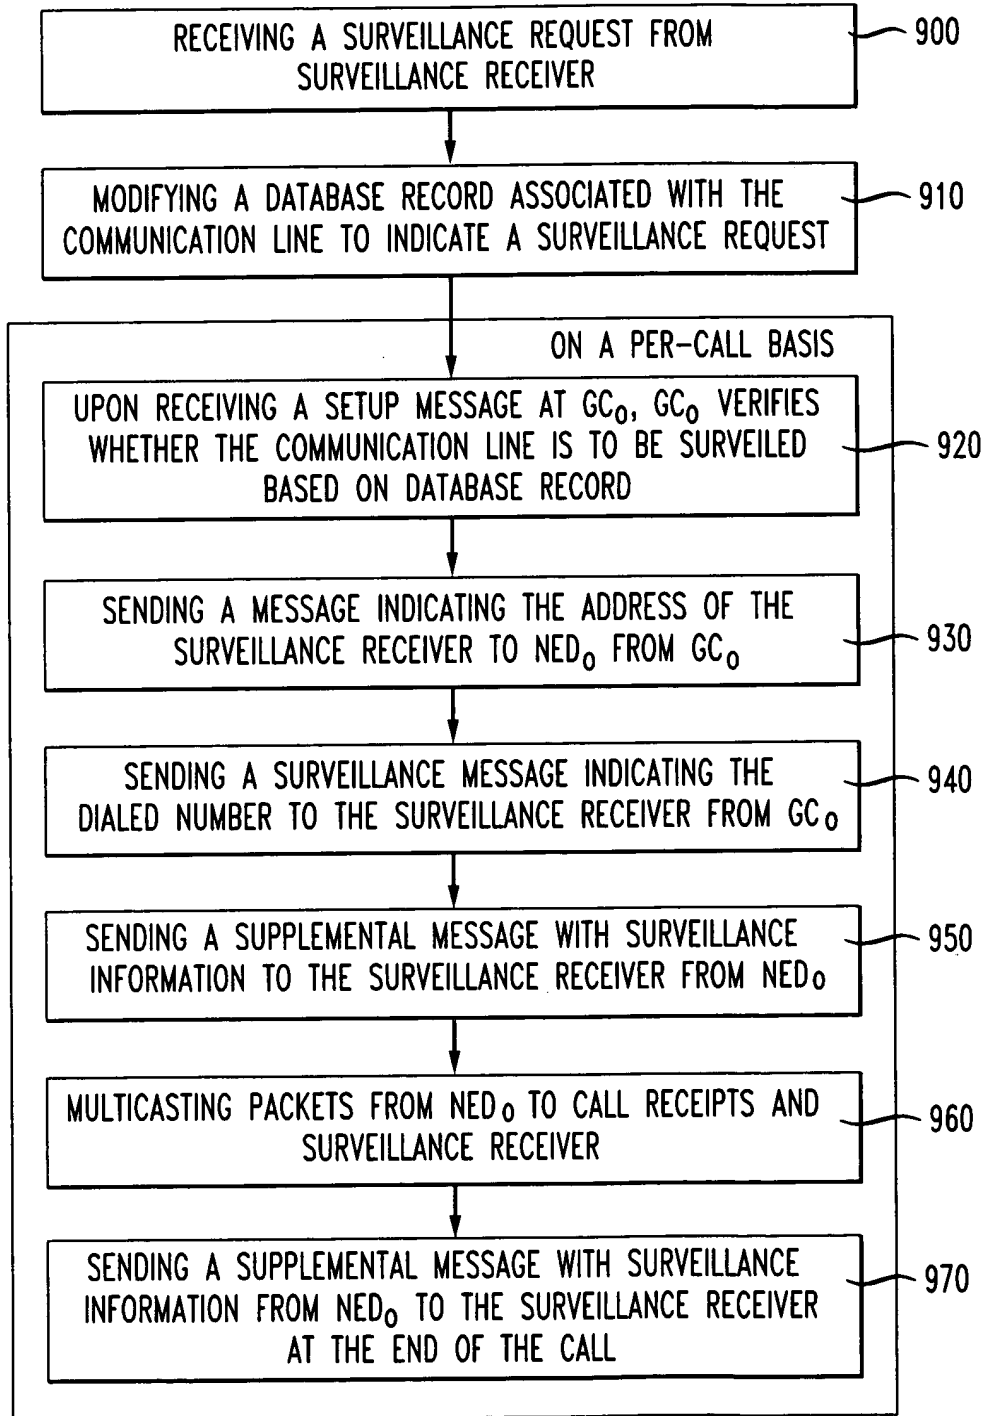 RECEIVING A SURVEILLANCE REQUEST FROM
SURVEILLANCE RECEIVER
900
MODIFYING A DATABASE RECORD ASSOCIATED WITH THE
COMMUNICATION LINE TO INDICATE A SURVEILLANCE REQUEST
910
ON A PER-CALL BASIS
UPON RECEIVING A SETUP MESSAGE AT GC₀, GC₀ VERIFIES
WHETHER THE COMMUNICATION LINE IS TO BE SURVEILED
BASED ON DATABASE RECORD
920
SENDING A MESSAGE INDICATING THE ADDRESS OF THE
SURVEILLANCE RECEIVER TO NED₀ FROM GC₀
930
SENDING A SURVEILLANCE MESSAGE INDICATING THE
DIALED NUMBER TO THE SURVEILLANCE RECEIVER FROM GC₀
940
SENDING A SUPPLEMENTAL MESSAGE WITH SURVEILLANCE
INFORMATION TO THE SURVEILLANCE RECEIVER FROM NED₀
950
MULTICASTING PACKETS FROM NED₀ TO CALL RECEIPTS AND
SURVEILLANCE RECEIVER
960
SENDING A SUPPLEMENTAL MESSAGE WITH SURVEILLANCE
INFORMATION FROM NED₀ TO THE SURVEILLANCE RECEIVER
AT THE END OF THE CALL
970